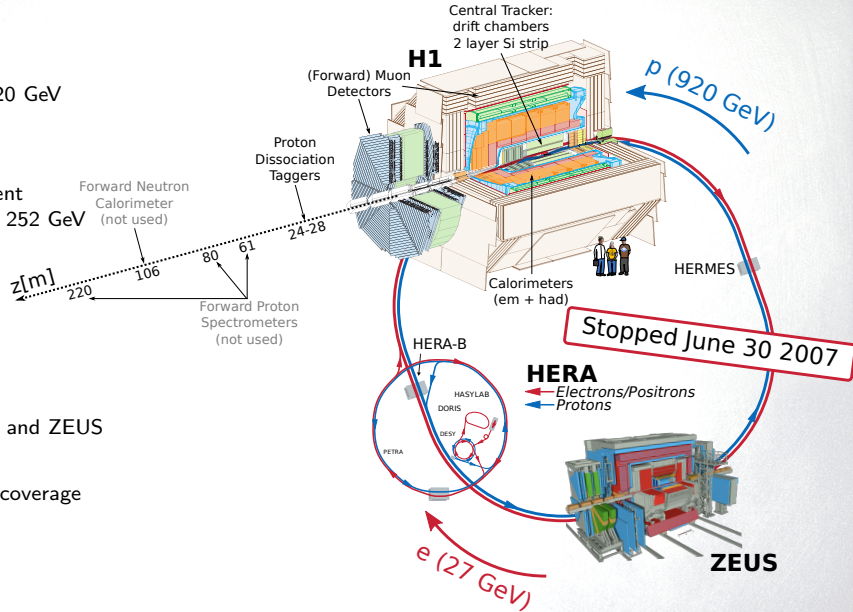 20 GeV
ent
252 GeV
and ZEUS
coverage
Central Tracker:
drift chambers
2 layer Si strip
H1
(Forward) Muon
Detectors
p (920 GeV)
Proton
Dissociation
Taggers
Forward Neutron
Calorimeter
(not used)
24-28
61
80
106
220
z[m]
Forward Proton
Spectrometers
(not used)
Calorimeters
(em + had)
HERMES
Stopped June 30 2007
HERA-B
HERA
Electrons/Positrons
Protons
HASYLAB
DORIS
DESY
PETRA
ZEUS
e (27 GeV)